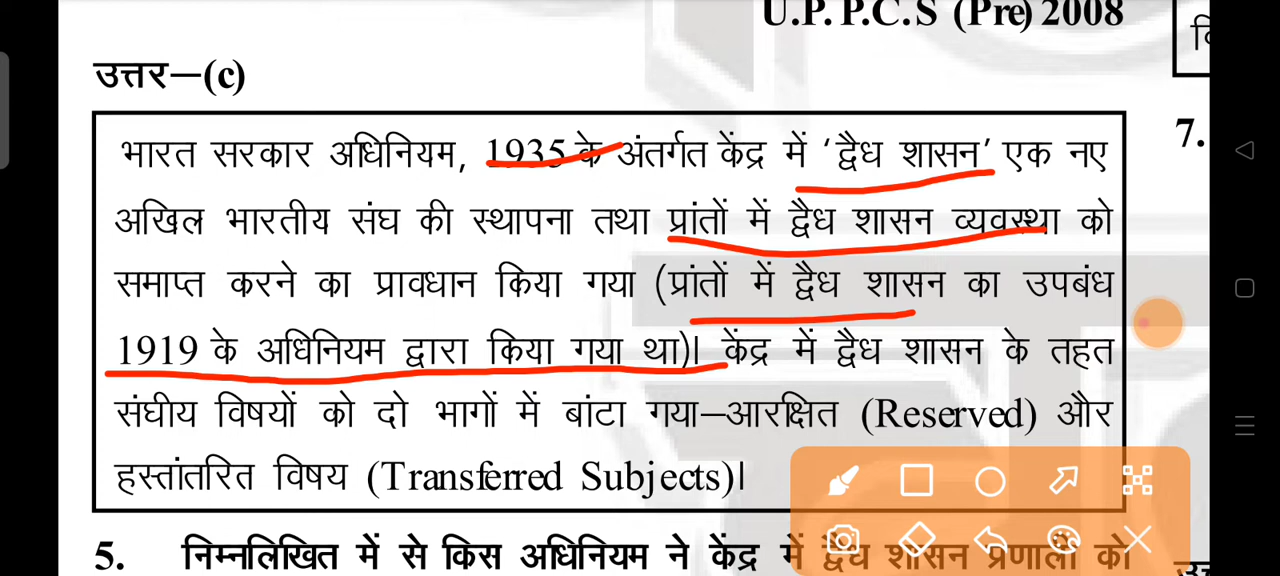 U.P.P.C.S (Pre) 2008
उत्तर–(c)
भारत सरकार अधिनियम, 1935 के अंतर्गत केंद्र में 'द्वैध शासन' एक नए
अखिल भारतीय संघ की स्थापना तथा प्रांतों में द्वैध शासन व्यवस्था को
समाप्त करने का प्रावधान किया गया (प्रांतों में द्वैध शासन का उपबंध
1919 के अधिनियम द्वारा किया गया था)। केंद्र में द्वैध शासन के तहत
संघीय विषयों को दो भागों में बांटा गया–आरक्षित (Reserved) और
हस्तांतरित विषय (Transferred Subjects)।
5. निम्नलिखित में से किस अधिनियम ने केंद्र में द्वैध शासन प्रणाली को
7.